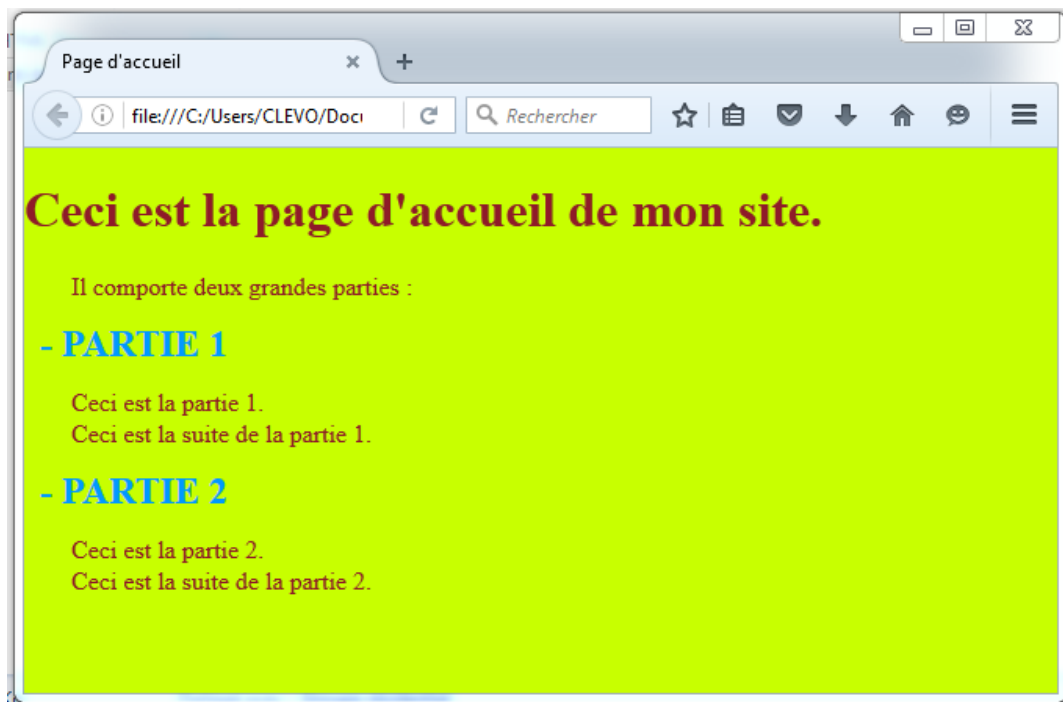 Page d'accueil
file:///C:/Users/CLEVO/Doc
Rechercher
Ceci est la page d'accueil de mon site.
Il comporte deux grandes parties :
- PARTIE 1
Ceci est la partie 1.
Ceci est la suite de la partie 1.
- PARTIE 2
Ceci est la partie 2.
Ceci est la suite de la partie 2.